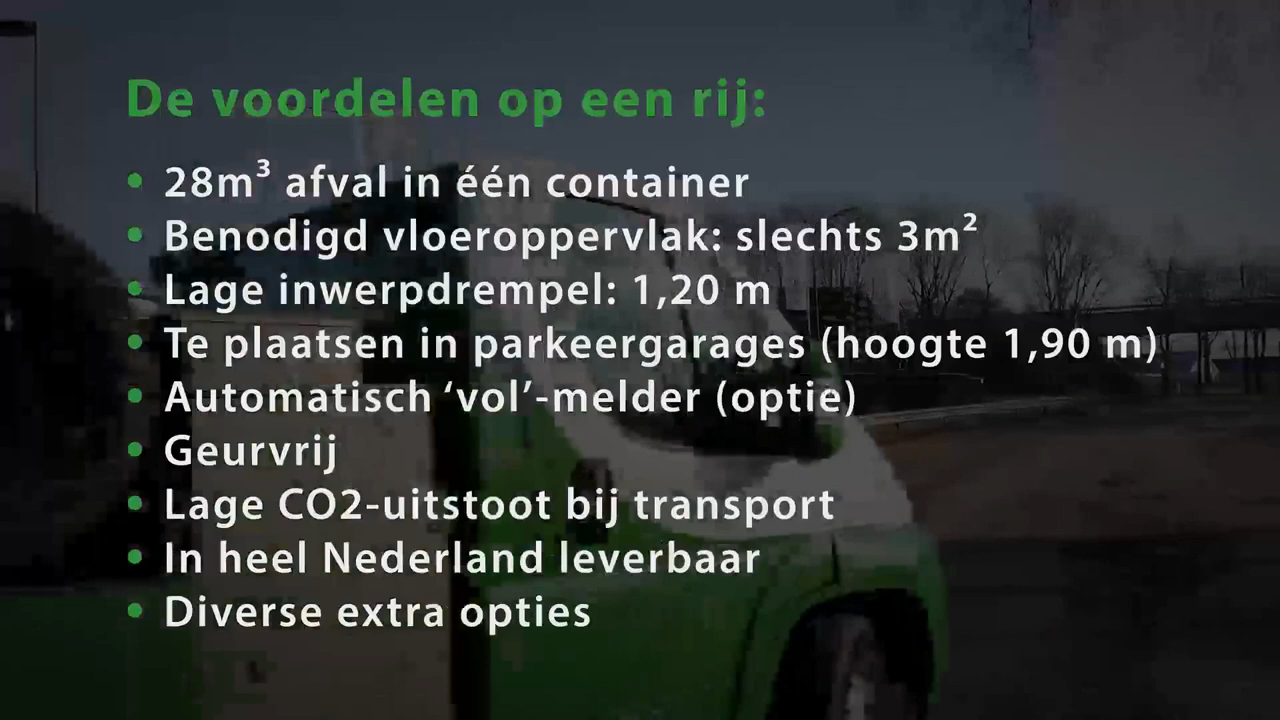 De voordelen op een rij:
• 28m³ afval in één container
• Benodigd vloeroppervlak: slechts 3m²
• Lage inwerpdrempel: 1,20 m
• Te plaatsen in parkeergarages (hoogte 1,90 m)
• Automatisch ‘vol’-melder (optie)
• Geurvrij
• Lage CO2-uitstoot bij transport
• In heel Nederland leverbaar
• Diverse extra opties